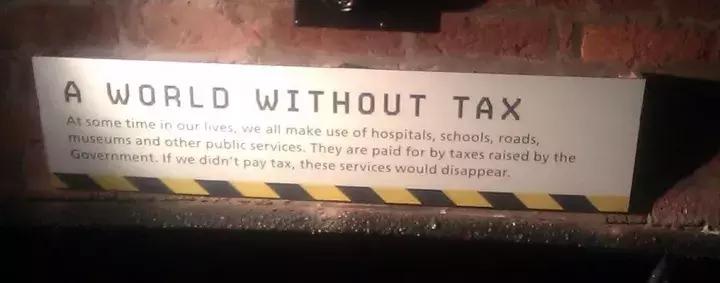 A WORLD WITHOUT TAX
At some time in our lives, we all make use of hospitals, schools, roads,
museums and other public services. They are paid for by taxes raised by the
Government. If we didn't pay tax, these services would disappear.